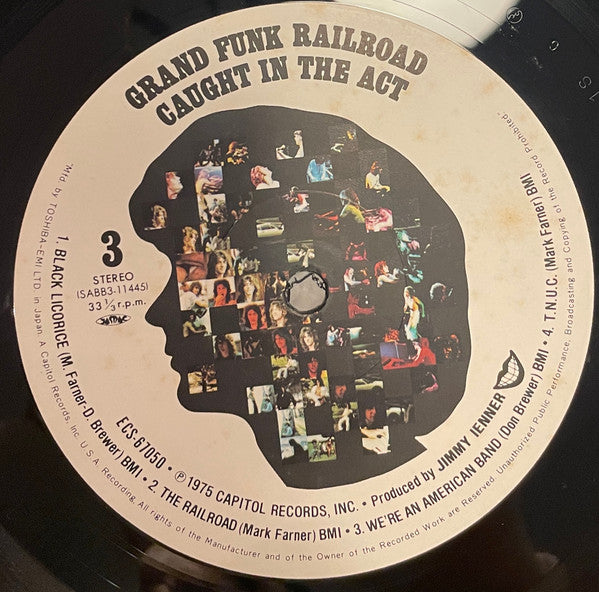 GRAND FUNK RAILROAD
CAUGHT IN THE ACT
3
STEREO
(SABB3.11445)
33 1/3 r.p.m.
ECS-67050 • Ⓟ 1975 CAPITOL RECORDS, INC. • Produced by JIMMY IENNER
1. BLACK LICORICE (M. Farner-D. Brewer) BMI • 2. THE RAILROAD (Mark Farner) BMI • 3. WE'RE AN AMERICAN BAND (Don Brewer) BMI • 4. T.N.U.C. (Mark Farner) BMI
"Mfd by TOSHIBA-EMI LTD. in Japan. A Capitol Records, Inc. U.S.A. Recording. All rights of the Manufacturer and of the Owner of the Recorded Work are Reserved. Unauthorized Public Performance, Broadcasting and Copying of the Record Prohibited"